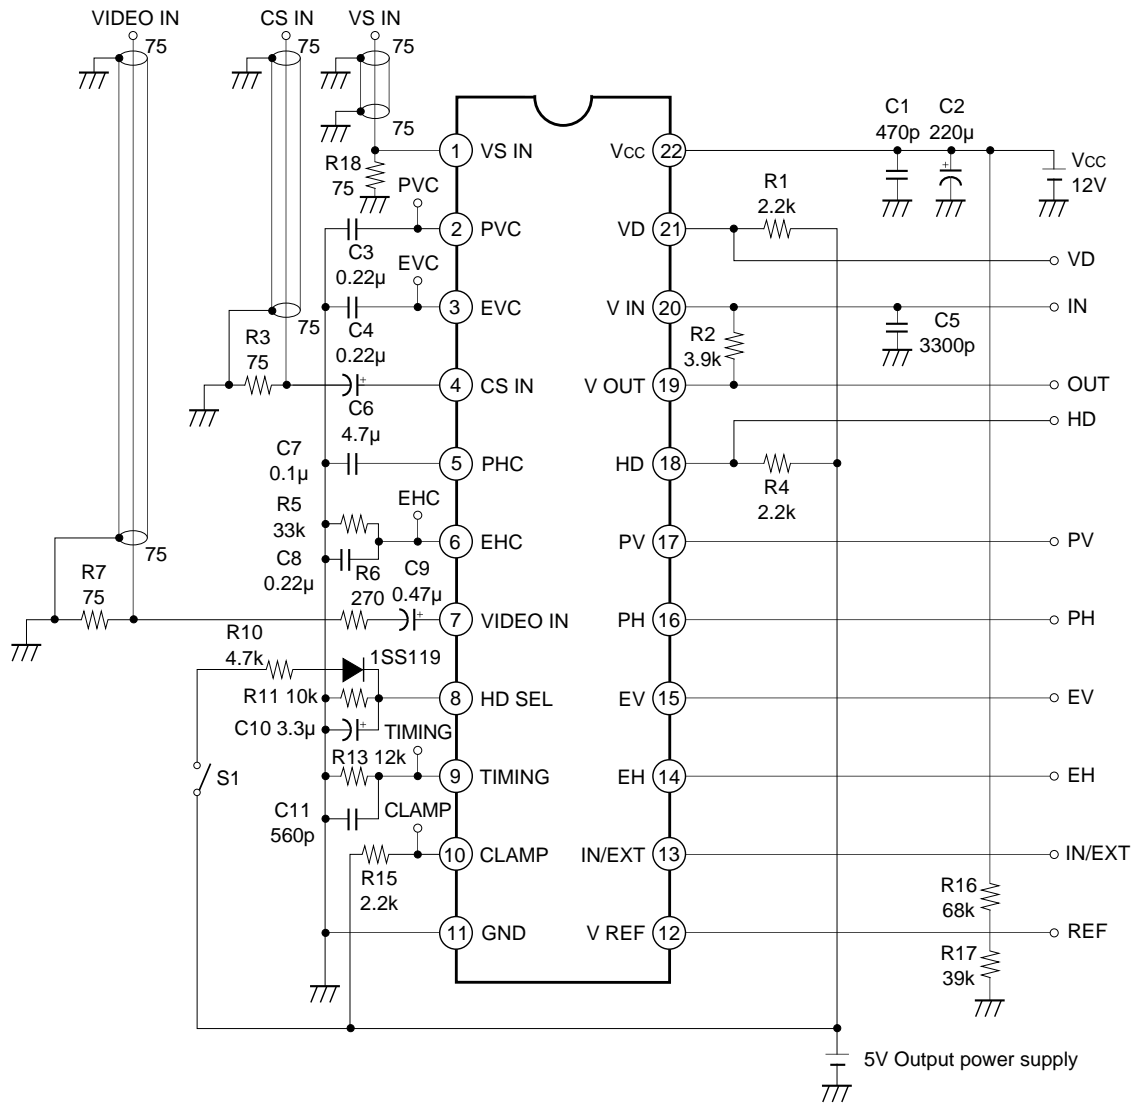 VIDEO IN
CS IN
VS IN
75
75
75
75
R18
75
PVC
C3
0.22µ
EVC
75
R3
75
C4
0.22µ
C6
4.7µ
C7
0.1µ
R5
33k
EHC
C8
0.22µ
R6
270
C9
0.47µ
75
R7
75
R10
4.7k
1SS119
R11 10k
C10 3.3µ
TIMING
R13 12k
S1
C11
560p
CLAMP
R15
2.2k
1 VS IN
2 PVC
3 EVC
4 CS IN
5 PHC
6 EHC
7 VIDEO IN
8 HD SEL
9 TIMING
10 CLAMP
11 GND
VCC 22
VD 21
V IN 20
V OUT 19
HD 18
PV 17
PH 16
EV 15
EH 14
IN/EXT 13
V REF 12
C1
470p
C2
220µ
+
VCC
12V
R1
2.2k
VD
IN
R2
3.9k
C5
3300p
OUT
HD
R4
2.2k
PV
PH
EV
EH
IN/EXT
R16
68k
REF
R17
39k
5V Output power supply